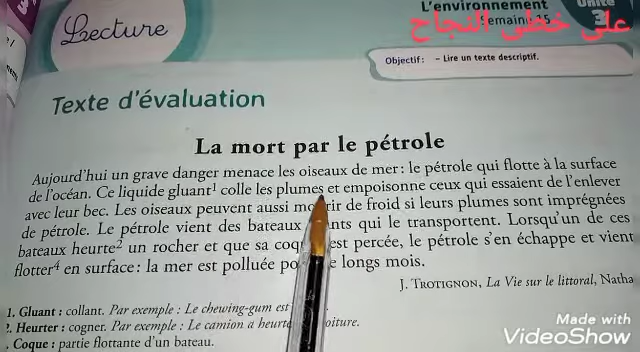 L'environnement
Unité
Semaine 15
3
على خطى النجاح
Lecture
Objectif : - Lire un texte descriptif.
Texte d'évaluation
La mort par le pétrole
Aujourd'hui un grave danger menace les oiseaux de mer : le pétrole qui flotte à la surface
de l'océan. Ce liquide gluant¹ colle les plumes et empoisonne ceux qui essaient de l'enlever
avec leur bec. Les oiseaux peuvent aussi mourir de froid si leurs plumes sont imprégnées
de pétrole. Le pétrole vient des bateaux qui le transportent. Lorsqu'un de ces
bateaux heurte² un rocher et que sa coque est percée, le pétrole s'en échappe et vient
flotter⁴ en surface : la mer est polluée longs mois.
J. TROTIGNON, La Vie sur le littoral, Natha
1. Gluant : collant. Par exemple : Le chewing-gum est
2. Heurter : cogner. Par exemple : Le camion a heurté voiture.
. Coque : partie flottante d'un bateau.
Made with
VideoShow